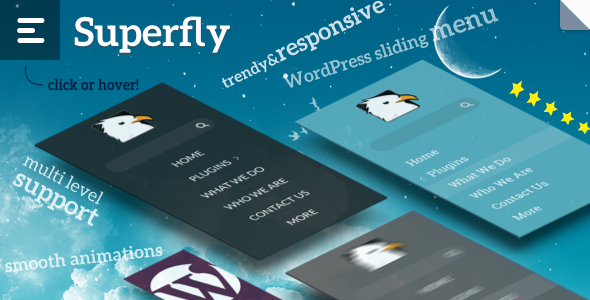 Superfly
click or hover!
trendy&responsive
WordPress sliding menu
multi level
support
smooth animations
HOME
PLUGINS
WHAT WE DO
WHO WE ARE
CONTACT US
MORE
Home
Plugins
What We Do
Who We Are
Contact Us
More